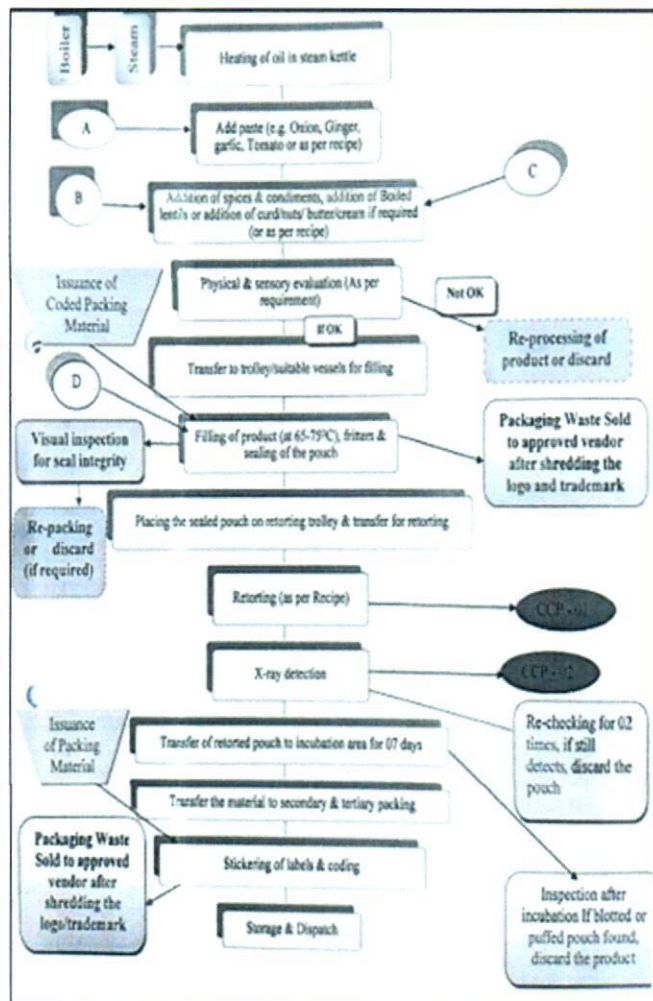 Boiler
Steam
Heating of oil in steam kettle
A
Add paste (e.g. Onion, Ginger,
garlic, Tomato or as per recipe)
B
C
Addition of spices & condiments, addition of Boiled
lentils or addition of curd/nuts/ butter/cream if required
(or as per recipe)
Issuance of
Coded Packing
Material
Physical & sensory evaluation (As per
requirement)
Not OK
If OK
Re-processing of
product or discard
Transfer to trolley/suitable vessels for filling
D
Visual inspection
for seal integrity
Filling of product (at 65-75⁰C), fritters &
sealing of the pouch
Packaging Waste Sold
to approved vendor
after shredding the
logo and trademark
Re-packing
or discard
(if required)
Placing the sealed pouch on retorting trolley & transfer for retorting
Retorting (as per Recipe)
CCP - 01
X-ray detection
CCP - 02
Issuance
of Packing
Material
Transfer of retorted pouch to incubation area for 07 days
Re-checking for 02
times, if still
detects, discard the
pouch
Transfer the material to secondary & tertiary packing
Packaging Waste
Sold to approved
vendor after
shredding the
logo/trademark
Stickering of labels & coding
Storage & Dispatch
Inspection after
incubation If blotted or
puffed pouch found,
discard the product